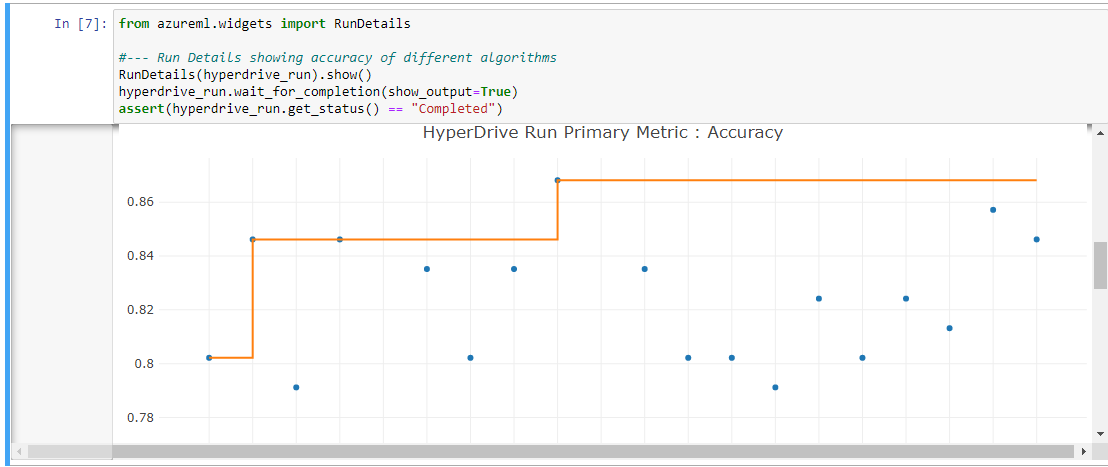 In [7]: from azureml.widgets import RunDetails
#--- Run Details showing accuracy of different algorithms
RunDetails(hyperdrive_run).show()
hyperdrive_run.wait_for_completion(show_output=True)
assert(hyperdrive_run.get_status() == "Completed")
HyperDrive Run Primary Metric : Accuracy
0.86
0.84
0.82
0.8
0.78